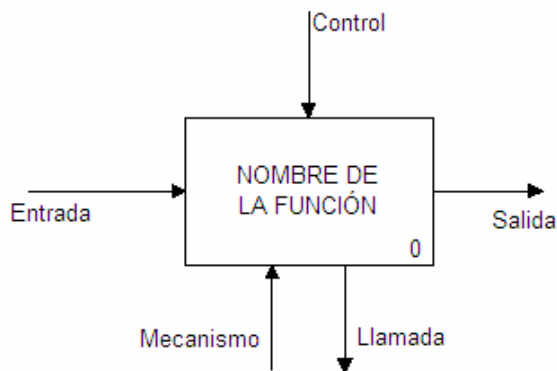 Control
NOMBRE DE
LA FUNCIÓN
Entrada
Salida
0
Mecanismo
Llamada